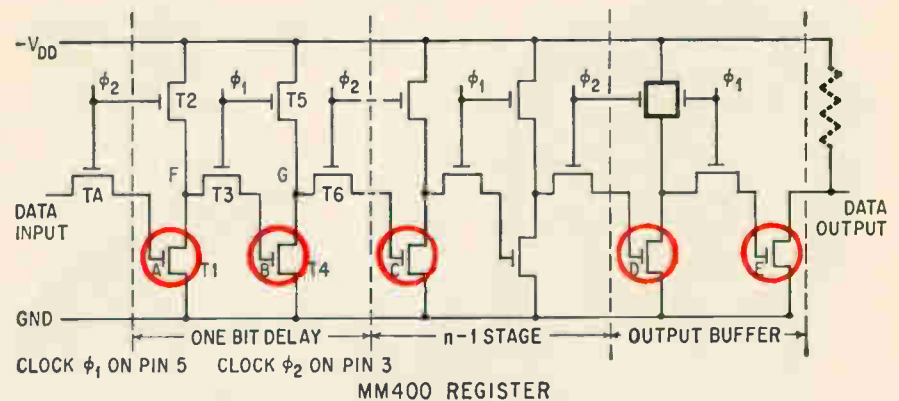 -V_DD
ϕ2 T2 ϕ1 T5 ϕ2 ϕ1 ϕ2 ϕ1
F G
TA T3 T6
DATA INPUT
DATA OUTPUT
A T1 B T4 C D E
GND
ONE BIT DELAY n-1 STAGE OUTPUT BUFFER
CLOCK ϕ1 ON PIN 5 CLOCK ϕ2 ON PIN 3
MM400 REGISTER